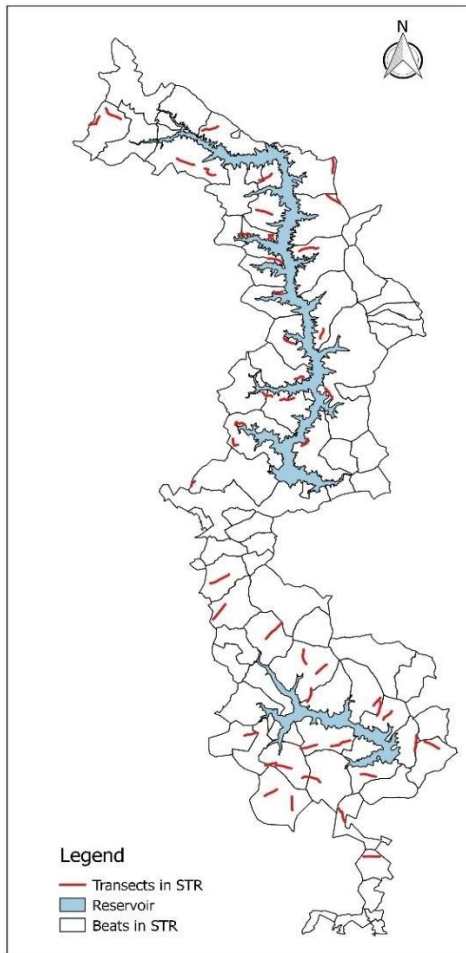 N
Legend
Transects in STR
Reservoir
Beats in STR